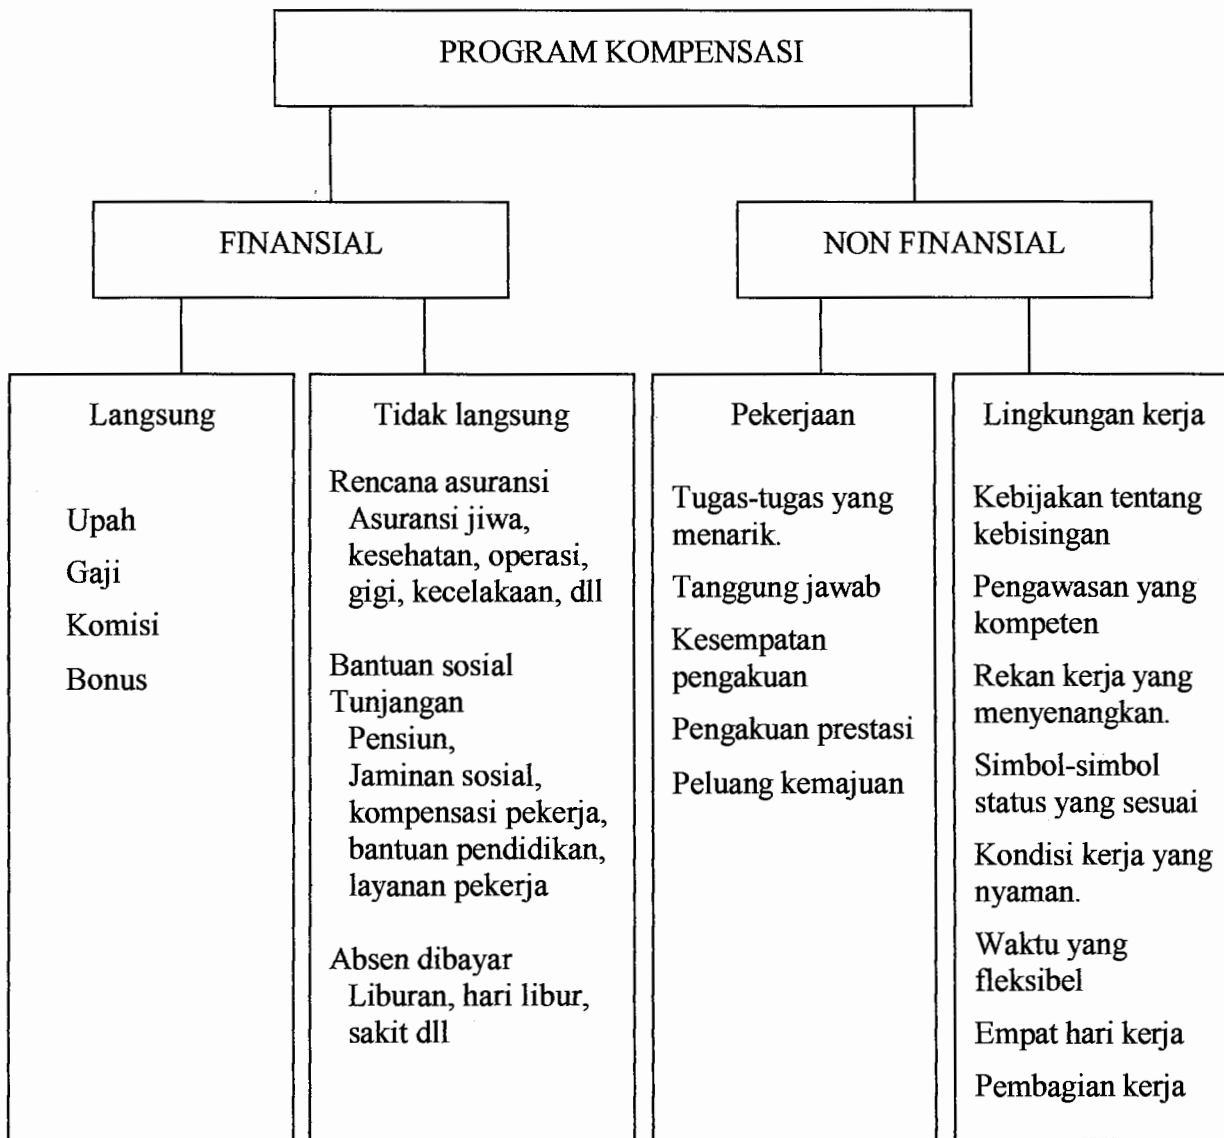 PROGRAM KOMPENSASI
FINANSIAL
NON FINANSIAL
Langsung
Upah
Gaji
Komisi
Bonus
Tidak langsung
Rencana asuransi
Asuransi jiwa,
kesehatan, operasi,
gigi, kecelakaan, dll
Bantuan sosial
Tunjangan
Pensiun,
Jaminan sosial,
kompensasi pekerja,
bantuan pendidikan,
layanan pekerja
Absen dibayar
Liburan, hari libur,
sakit dll
Pekerjaan
Tugas-tugas yang
menarik.
Tanggung jawab
Kesempatan
pengakuan
Pengakuan prestasi
Peluang kemajuan
Lingkungan kerja
Kebijakan tentang
kebisingan
Pengawasan yang
kompeten
Rekan kerja yang
menyenangkan.
Simbol-simbol
status yang sesuai
Kondisi kerja yang
nyaman.
Waktu yang
fleksibel
Empat hari kerja
Pembagian kerja